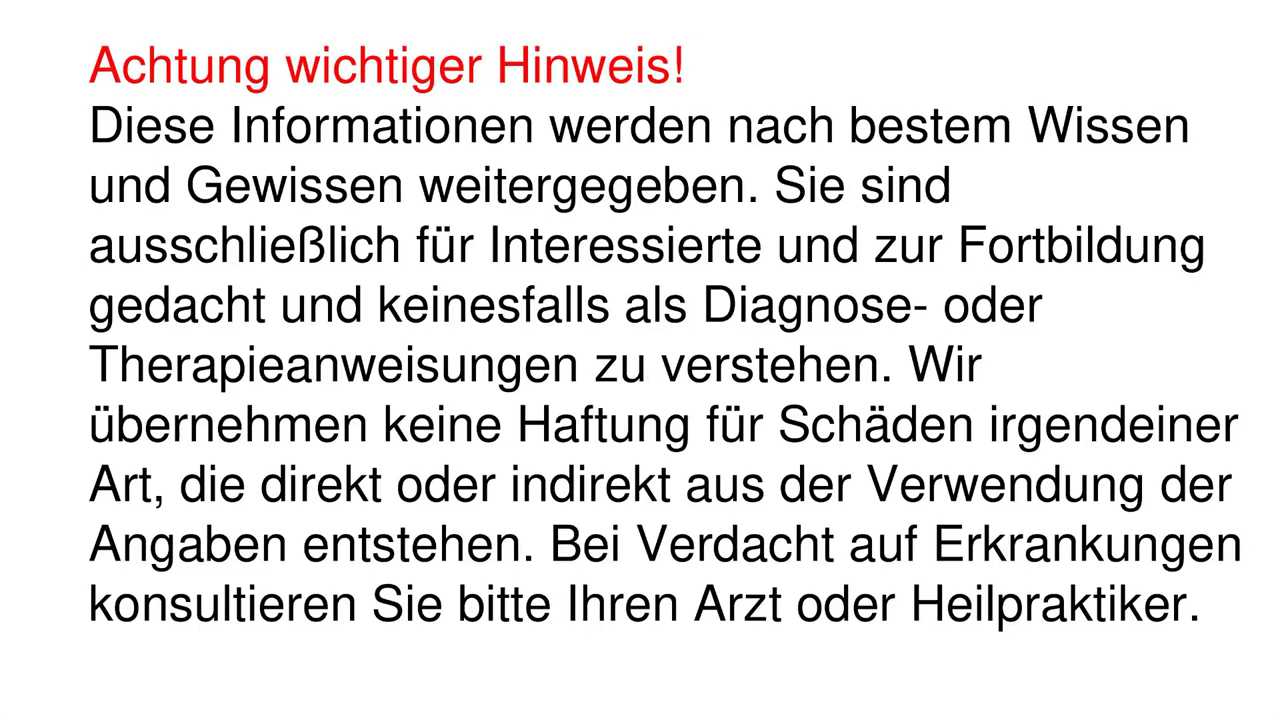 Achtung wichtiger Hinweis!
Diese Informationen werden nach bestem Wissen
und Gewissen weitergegeben. Sie sind
ausschließlich für Interessierte und zur Fortbildung
gedacht und keinesfalls als Diagnose- oder
Therapieanweisungen zu verstehen. Wir
übernehmen keine Haftung für Schäden irgendeiner
Art, die direkt oder indirekt aus der Verwendung der
Angaben entstehen. Bei Verdacht auf Erkrankungen
konsultieren Sie bitte Ihren Arzt oder Heilpraktiker.